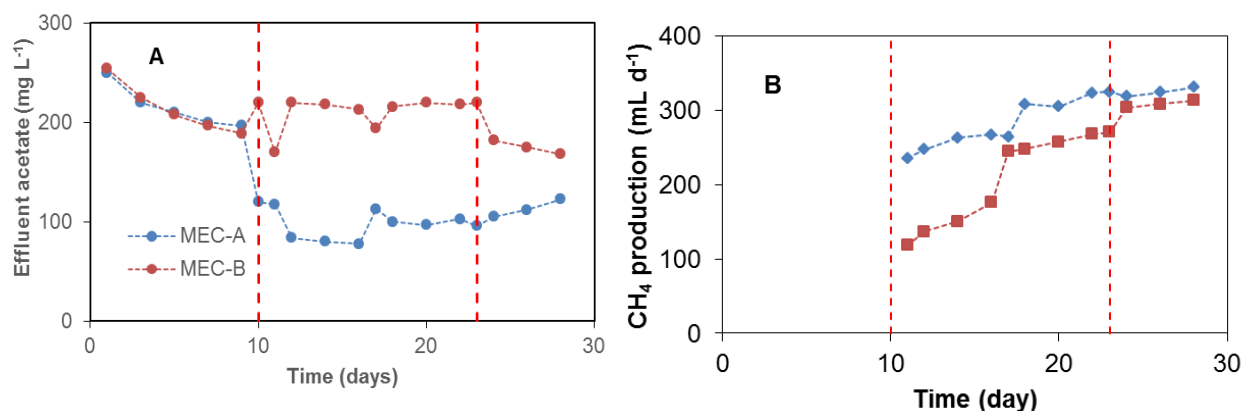 Effluent acetate (mg L-1)
300
200
100
0
A
MEC-A
MEC-B
0 10 20 30
Time (days)
CH4 production (mL d-1)
400
300
200
100
0
B
0 10 20 30
Time (day)